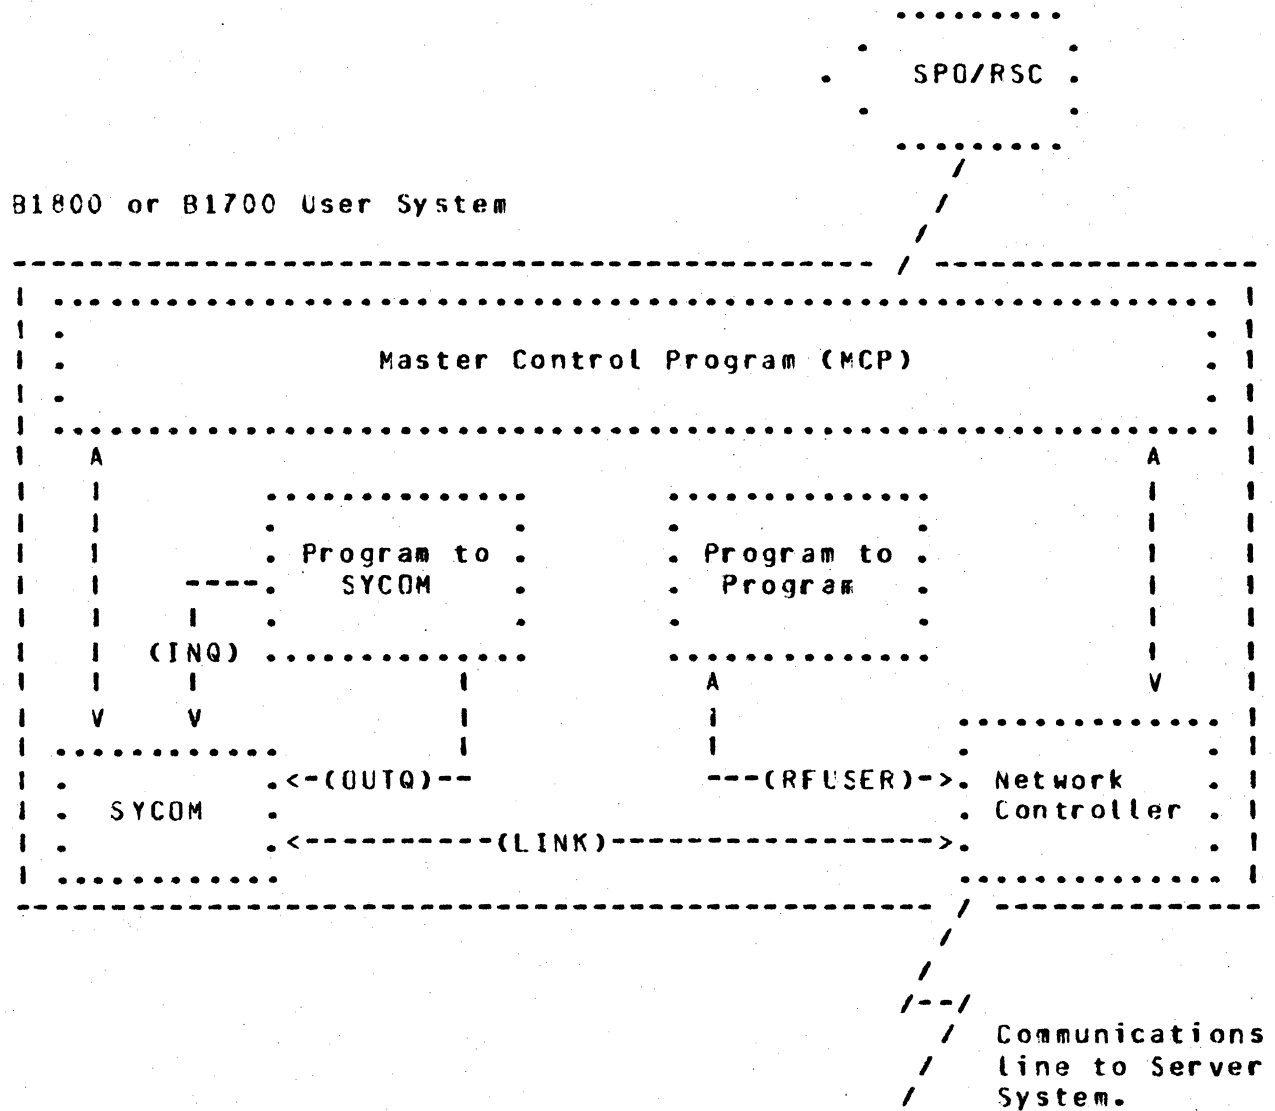 SPO/RSC
B1800 or B1700 User System
Master Control Program (MCP)
Program to
SYCOM
Program to
Program
(INQ)
(OUTQ)
(RFUSER)
Network
Controller
SYCOM
(LINK)
Communications
line to Server
System.